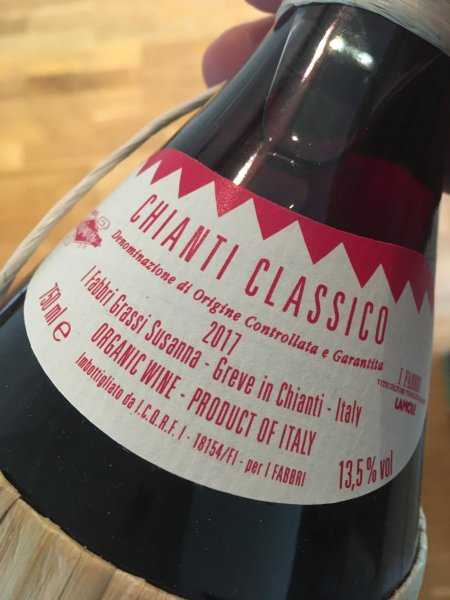 CHIANTI CLASSICO
Denominazione di Origine Controllata e Garantita
2017
I Fabbri Grassi Susanna - Greve in Chianti - Italy
750 ml e
ORGANIC WINE - PRODUCT OF ITALY
Imbottigliato da I.C.Q.R.F. I - 18154/FI - per I FABBRI
I FABBRI
LAMOLE
13,5% vol